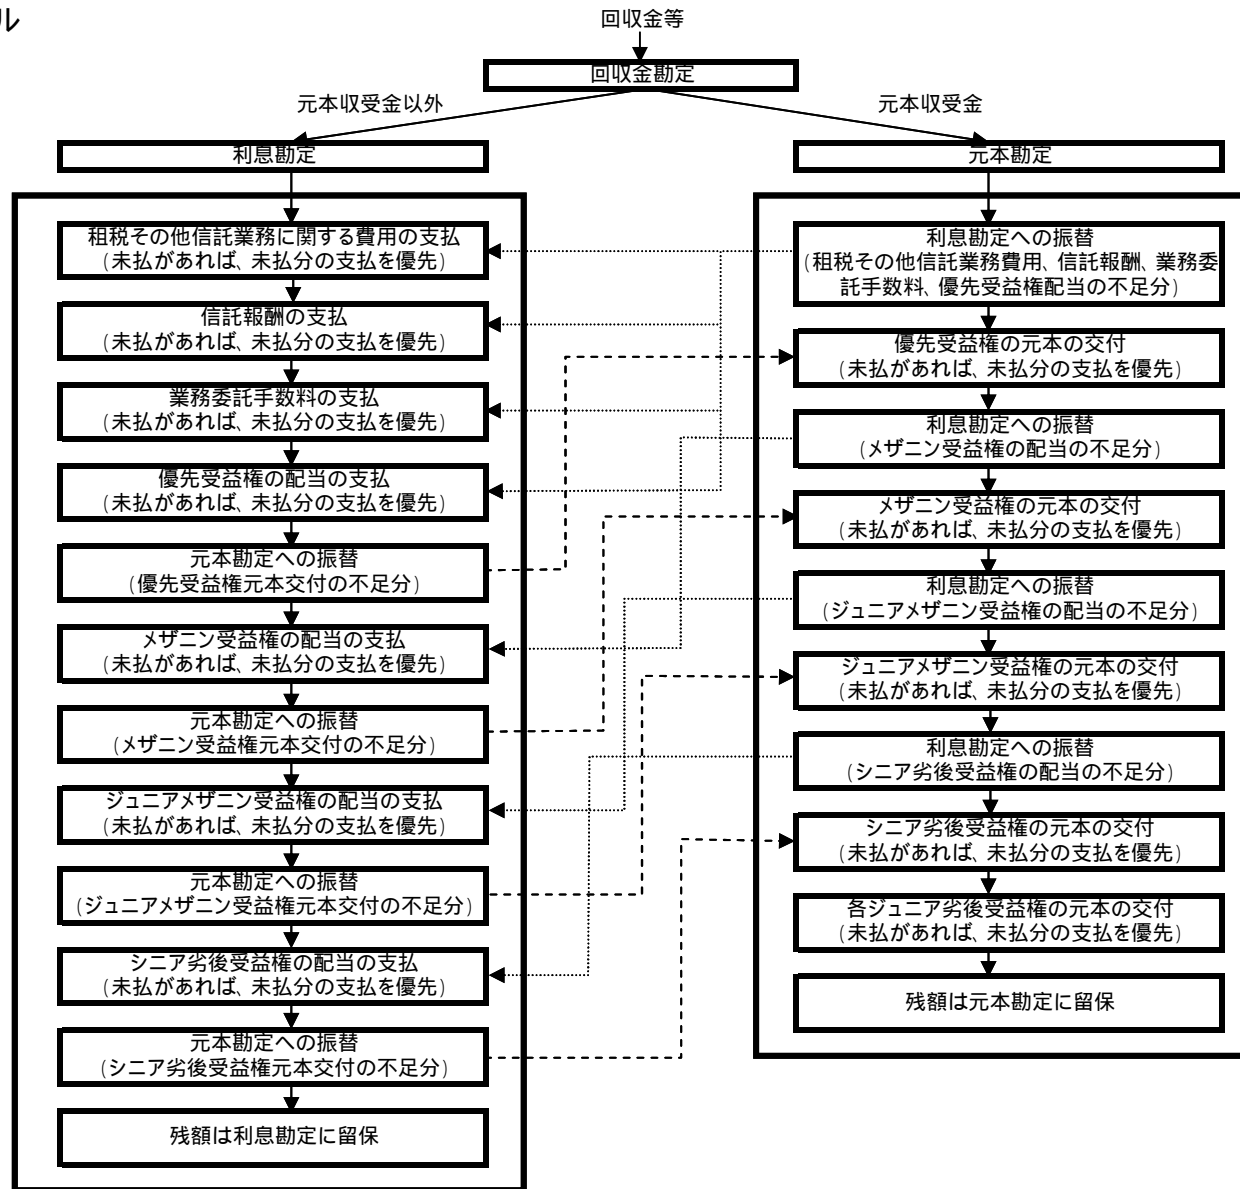 ル
回収金等
回収金勘定
元本収受金以外
元本収受金
利息勘定
租税その他信託業務に関する費用の支払
(未払があれば、未払分の支払を優先)
信託報酬の支払
(未払があれば、未払分の支払を優先)
業務委託手数料の支払
(未払があれば、未払分の支払を優先)
優先受益権の配当の支払
(未払があれば、未払分の支払を優先)
元本勘定への振替
(優先受益権元本交付の不足分)
メザニン受益権の配当の支払
(未払があれば、未払分の支払を優先)
元本勘定への振替
(メザニン受益権元本交付の不足分)
ジュニアメザニン受益権の配当の支払
(未払があれば、未払分の支払を優先)
元本勘定への振替
(ジュニアメザニン受益権元本交付の不足分)
シニア劣後受益権の配当の支払
(未払があれば、未払分の支払を優先)
元本勘定への振替
(シニア劣後受益権元本交付の不足分)
残額は利息勘定に留保
元本勘定
利息勘定への振替
(租税その他信託業務費用、信託報酬、業務委
託手数料、優先受益権配当の不足分)
優先受益権の元本の交付
(未払があれば、未払分の支払を優先)
利息勘定への振替
(メザニン受益権の配当の不足分)
メザニン受益権の元本の交付
(未払があれば、未払分の支払を優先)
利息勘定への振替
(ジュニアメザニン受益権の配当の不足分)
ジュニアメザニン受益権の元本の交付
(未払があれば、未払分の支払を優先)
利息勘定への振替
(シニア劣後受益権の配当の不足分)
シニア劣後受益権の元本の交付
(未払があれば、未払分の支払を優先)
各ジュニア劣後受益権の元本の交付
(未払があれば、未払分の支払を優先)
残額は元本勘定に留保